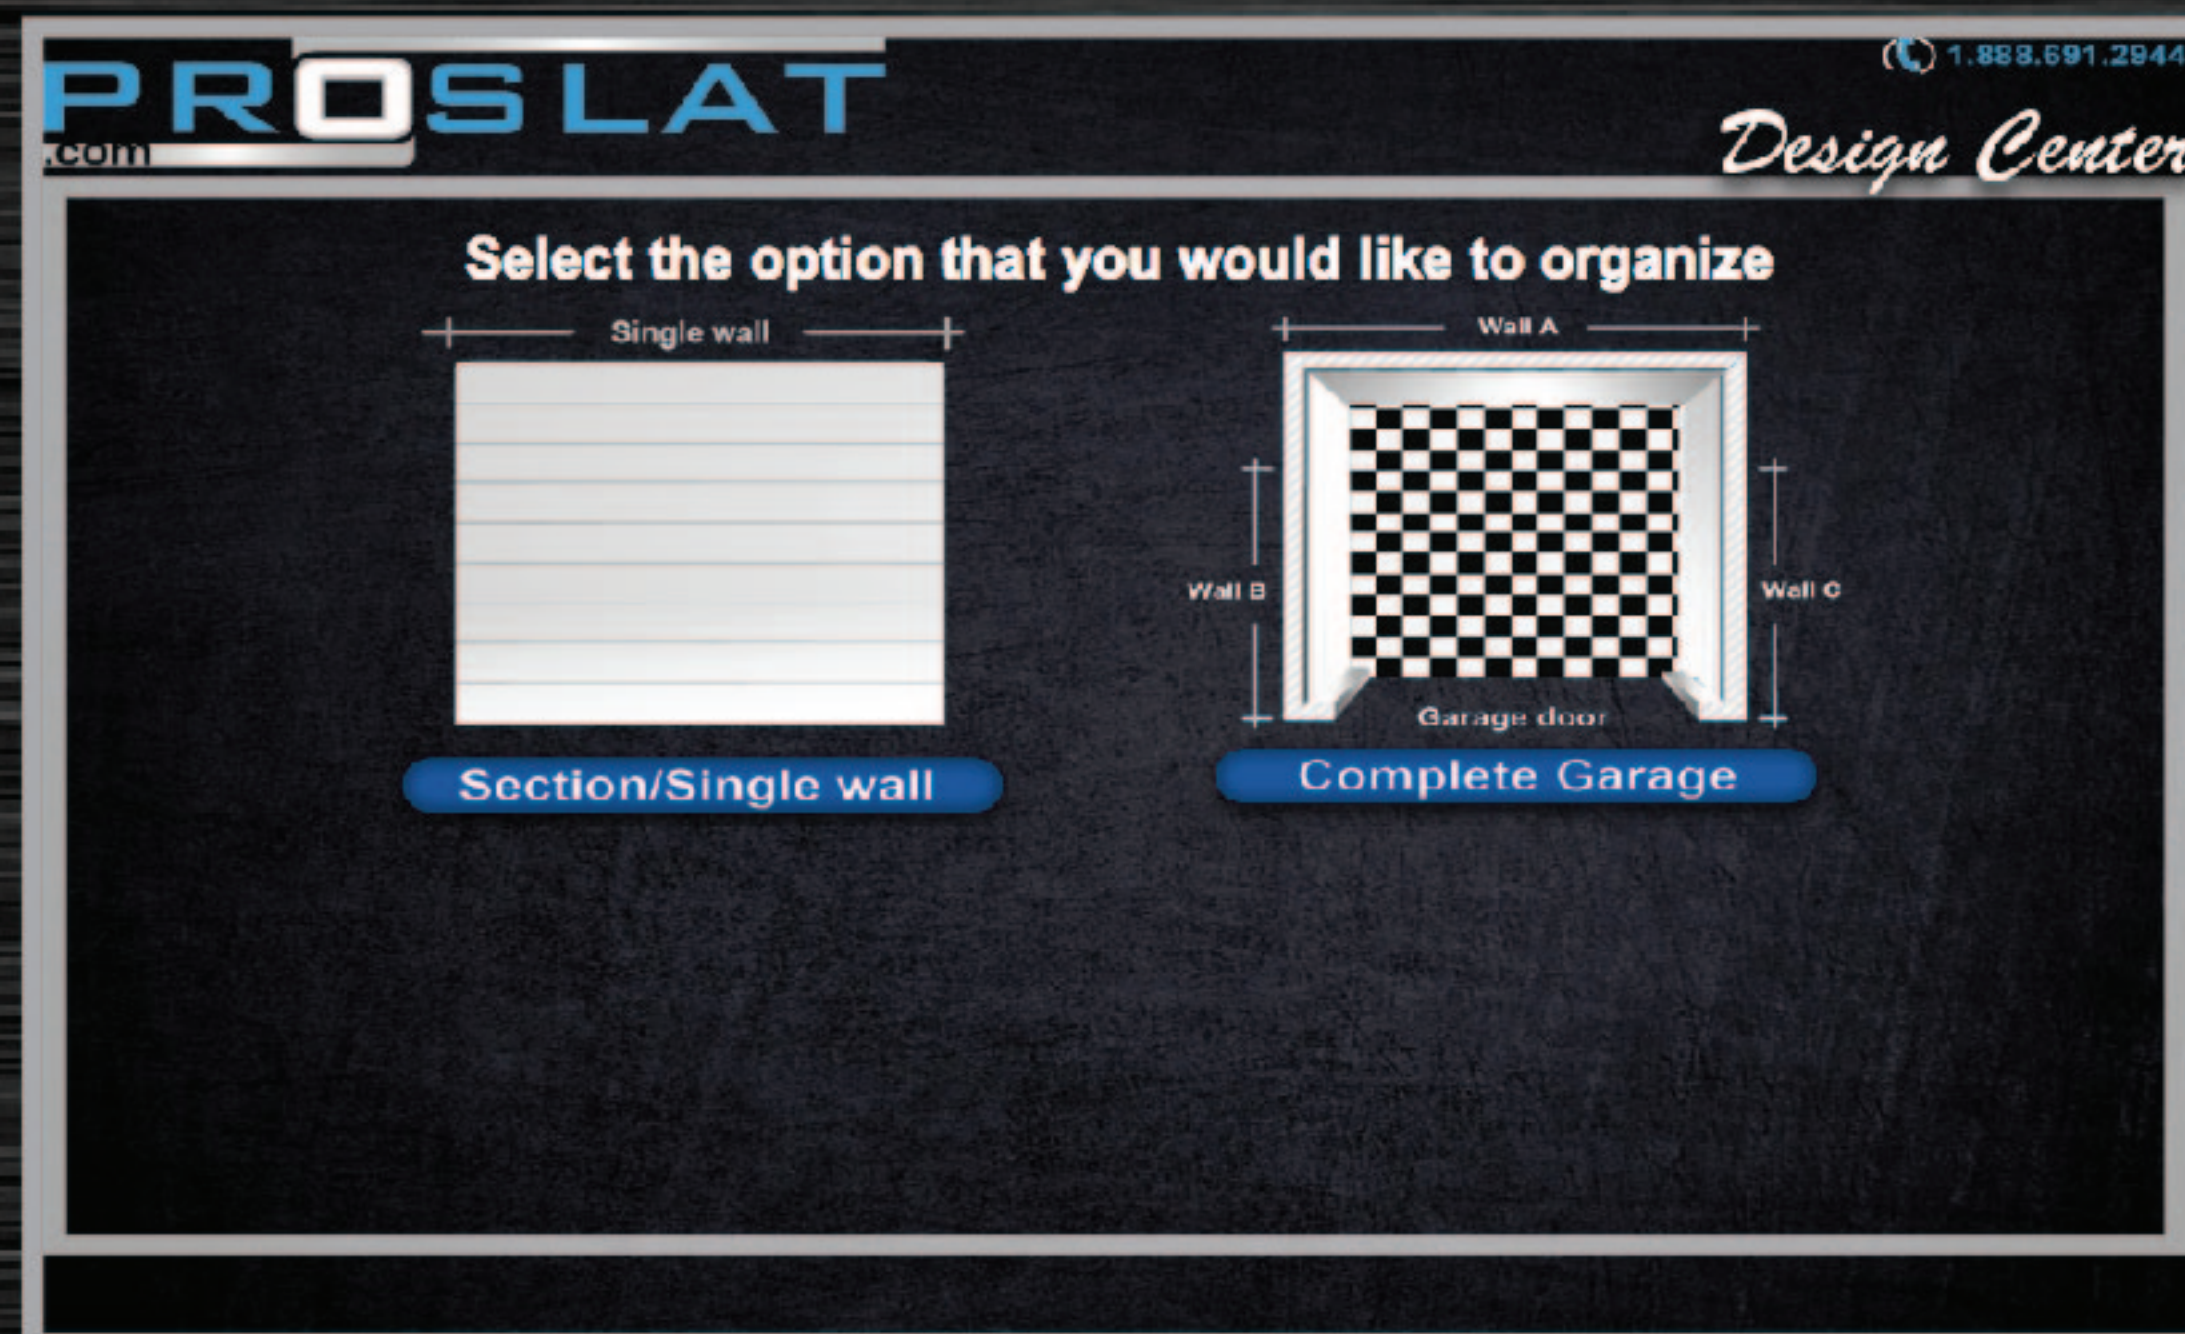 PROSLAT
.com
1.888.691.2944
Design Center
Select the option that you would like to organize
Single wall
Wall A
Wall B
Wall C
Garage door
Section/Single wall
Complete Garage